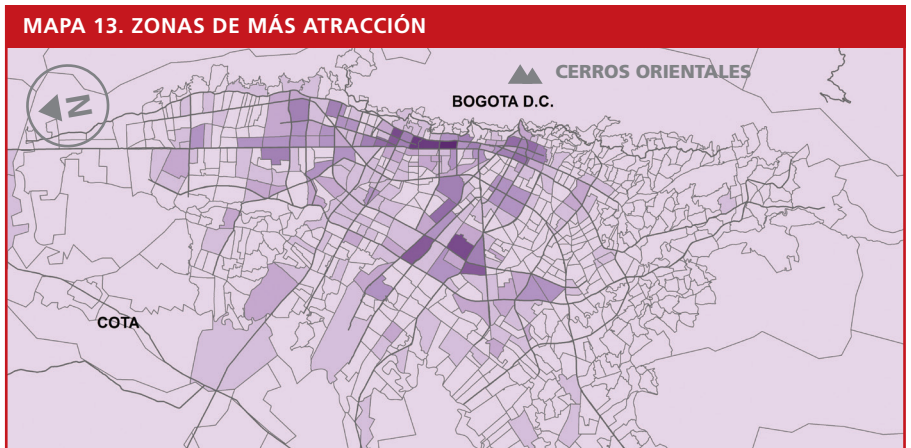 MAPA 13. ZONAS DE MÁS ATRACCIÓN
N
CERROS ORIENTALES
BOGOTA D.C.
COTA